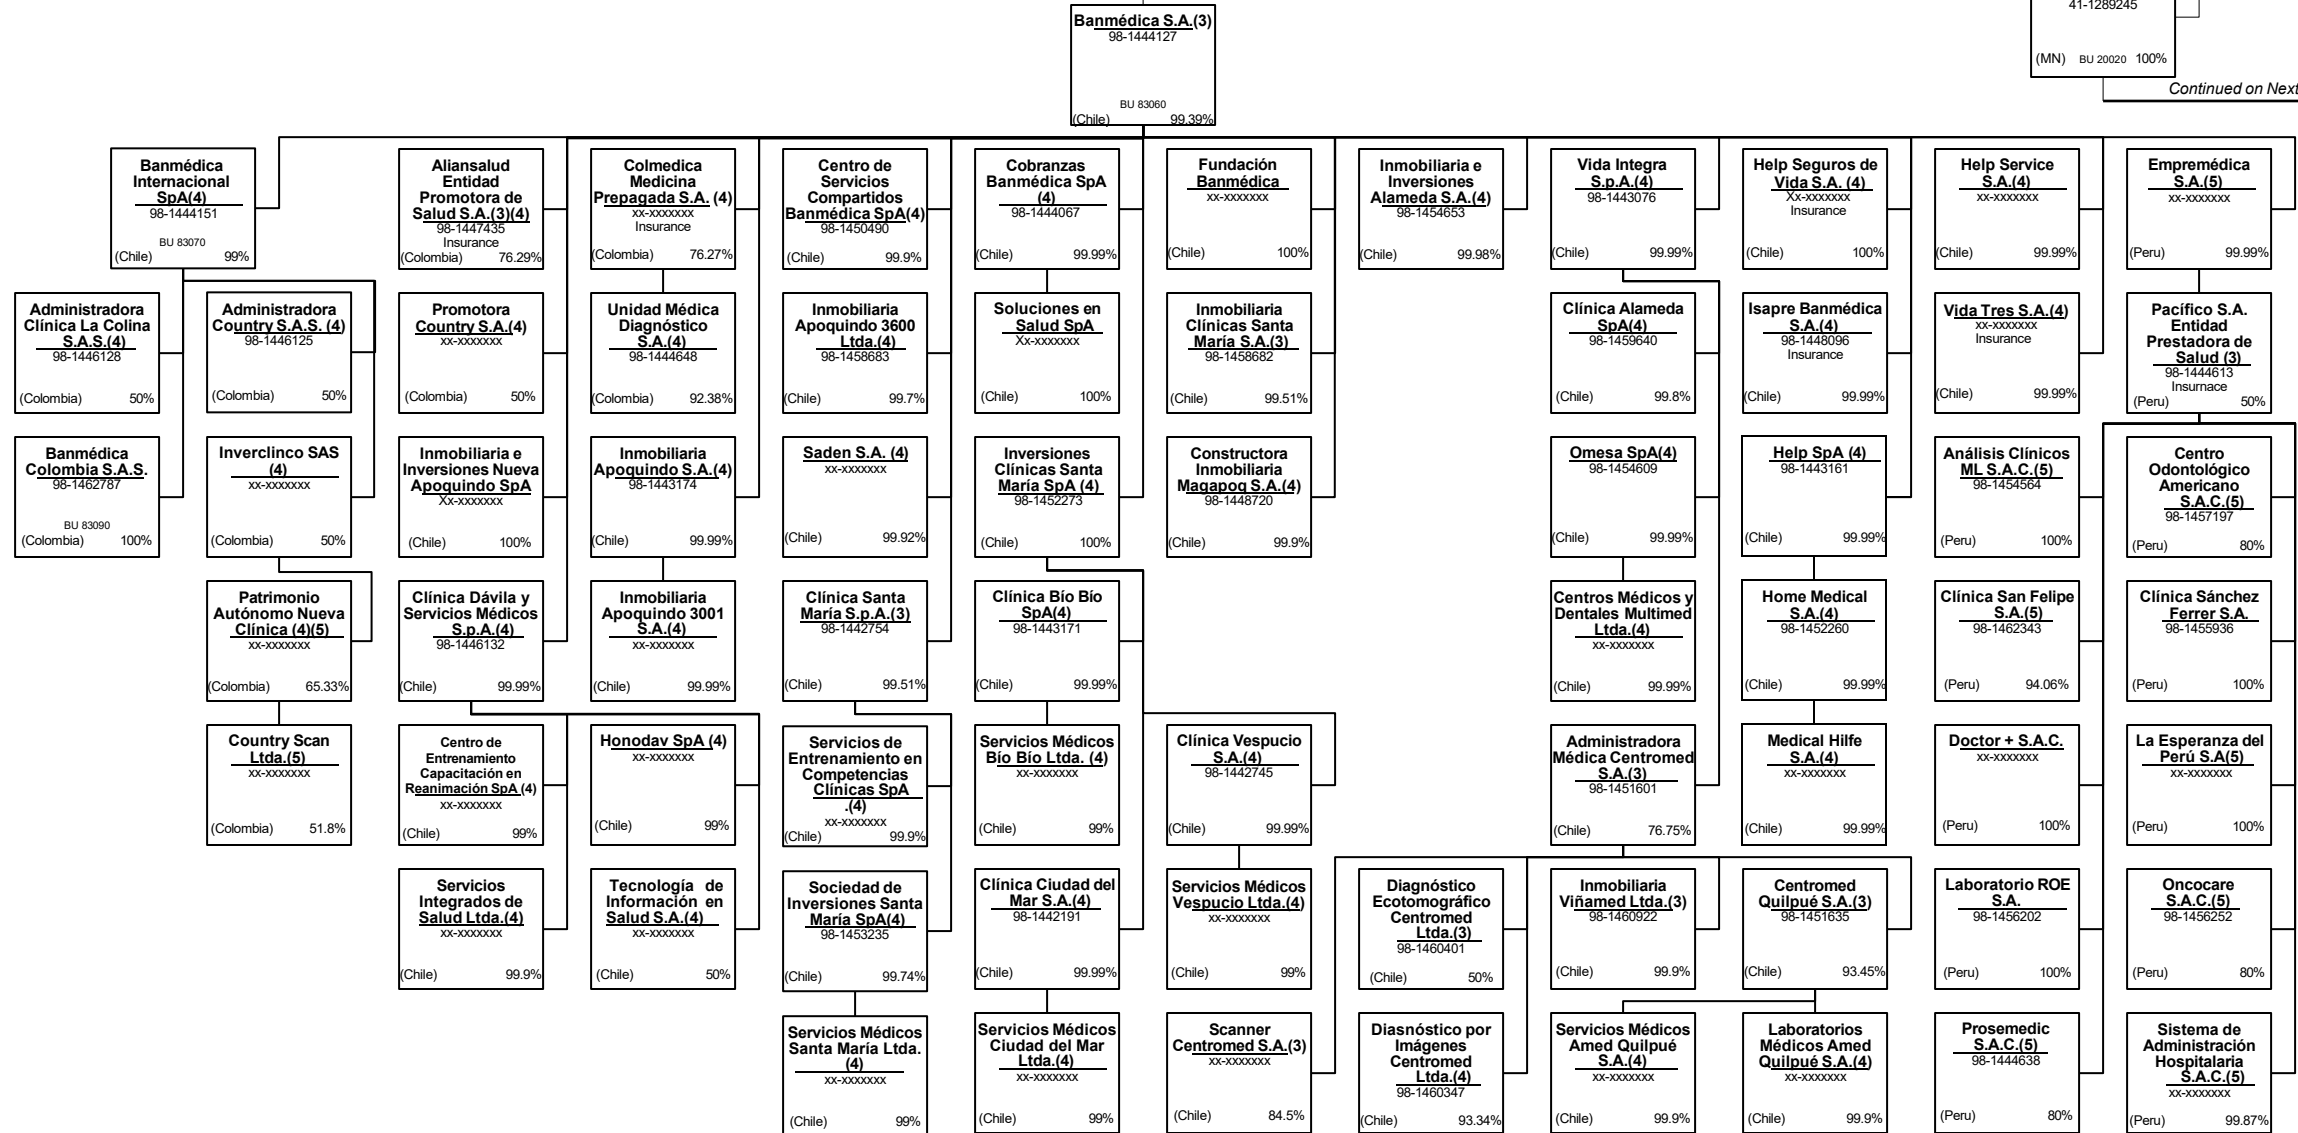 Banmédica S.A.(3)
98-1444127
BU 83060
(Chile) 99.39%
41-1289245
(MN) BU 20020 100%
Continued on Next
Banmédica
Internacional
SpA(4)
98-1444151
BU 83070
(Chile) 99%
Aliansalud
Entidad
Promotora de
Salud S.A.(3)(4)
98-1447435
Insurance
(Colombia) 76.29%
Colmedica
Medicina
Prepagada S.A. (4)
xx-xxxxxxx
Insurance
(Colombia) 76.27%
Centro de
Servicios
Compartidos
Banmédica SpA(4)
98-1450490
(Chile) 99.9%
Cobranzas
Banmédica SpA
(4)
98-1444067
(Chile) 99.99%
Fundación
Banmédica
xx-xxxxxxx
(Chile) 100%
Inmobiliaria e
Inversiones
Alameda S.A.(4)
98-1454653
(Chile) 99.98%
Vida Integra
S.p.A.(4)
98-1443076
(Chile) 99.99%
Help Seguros de
Vida S.A. (4)
Xx-xxxxxxx
Insurance
(Chile) 100%
Help Service
S.A.(4)
xx-xxxxxxx
(Chile) 99.99%
Empremédica
S.A.(5)
xx-xxxxxxx
(Peru) 99.99%
Administradora
Clínica La Colina
S.A.S.(4)
98-1446128
(Colombia) 50%
Administradora
Country S.A.S. (4)
98-1446125
(Colombia) 50%
Promotora
Country S.A.(4)
xx-xxxxxxx
(Colombia) 50%
Unidad Médica
Diagnóstico
S.A.(4)
98-1444648
(Colombia) 92.38%
Inmobiliaria
Apoquindo 3600
Ltda.(4)
98-1458683
(Chile) 99.7%
Soluciones en
Salud SpA
Xx-xxxxxxx
(Chile) 100%
Inmobiliaria
Clínicas Santa
María S.A.(3)
98-1458682
(Chile) 99.51%
Clínica Alameda
SpA(4)
98-1459640
(Chile) 99.8%
Isapre Banmédica
S.A.(4)
98-1448096
Insurance
(Chile) 99.99%
Vida Tres S.A.(4)
xx-xxxxxxx
Insurance
(Chile) 99.99%
Pacífico S.A.
Entidad
Prestadora de
Salud (3)
98-1444613
Insurnace
(Peru) 50%
Banmédica
Colombia S.A.S.
98-1462787
BU 83090
(Colombia) 100%
Inverclinco SAS
(4)
xx-xxxxxxx
(Colombia) 50%
Inmobiliaria e
Inversiones Nueva
Apoquindo SpA
Xx-xxxxxxx
(Chile) 100%
Inmobiliaria
Apoquindo S.A.(4)
98-1443174
(Chile) 99.99%
Saden S.A. (4)
xx-xxxxxxx
(Chile) 99.92%
Inversiones
Clínicas Santa
María SpA (4)
98-1452273
(Chile) 100%
Constructora
Inmobiliaria
Magapoq S.A.(4)
98-1448720
(Chile) 99.9%
Omesa SpA(4)
98-1454609
(Chile) 99.99%
Help SpA (4)
98-1443161
(Chile) 99.99%
Análisis Clínicos
ML S.A.C.(5)
98-1454564
(Peru) 100%
Centro
Odontológico
Americano
S.A.C.(5)
98-1457197
(Peru) 80%
Patrimonio
Autónomo Nueva
Clínica (4)(5)
xx-xxxxxxx
(Colombia) 65.33%
Clínica Dávila y
Servicios Médicos
S.p.A.(4)
98-1446132
(Chile) 99.99%
Inmobiliaria
Apoquindo 3001
S.A.(4)
xx-xxxxxxx
(Chile) 99.99%
Clínica Santa
María S.p.A.(3)
98-1442754
(Chile) 99.51%
Clínica Bío Bío
SpA(4)
98-1443171
(Chile) 99.99%
Centros Médicos y
Dentales Multimed
Ltda.(4)
xx-xxxxxxx
(Chile) 99.99%
Home Medical
S.A.(4)
98-1452260
(Chile) 99.99%
Clínica San Felipe
S.A.(5)
98-1462343
(Peru) 94.06%
Clínica Sánchez
Ferrer S.A.
98-1455936
(Peru) 100%
Country Scan
Ltda.(5)
xx-xxxxxxx
(Colombia) 51.8%
Centro de
Entrenamiento
Capacitación en
Reanimación SpA (4)
xx-xxxxxxx
(Chile) 99%
Honodav SpA (4)
xx-xxxxxxx
(Chile) 99%
Servicios de
Entrenamiento en
Competencias
Clínicas SpA
.(4)
xx-xxxxxxx
(Chile) 99.9%
Servicios Médicos
Bío Bío Ltda. (4)
xx-xxxxxxx
(Chile) 99%
Clínica Vespucio
S.A.(4)
98-1442745
(Chile) 99.99%
Administradora
Médica Centromed
S.A.(3)
98-1451601
(Chile) 76.75%
Medical Hilfe
S.A.(4)
xx-xxxxxxx
(Chile) 99.99%
Doctor + S.A.C.
xx-xxxxxxx
(Peru) 100%
La Esperanza del
Perú S.A(5)
xx-xxxxxxx
(Peru) 100%
Servicios
Integrados de
Salud Ltda.(4)
xx-xxxxxxx
(Chile) 99.9%
Tecnología de
Información en
Salud S.A.(4)
xx-xxxxxxx
(Chile) 50%
Sociedad de
Inversiones Santa
María SpA(4)
98-1453235
(Chile) 99.74%
Clínica Ciudad del
Mar S.A.(4)
98-1442191
(Chile) 99.99%
Servicios Médicos
Vespucio Ltda.(4)
xx-xxxxxxx
(Chile) 99%
Diagnóstico
Ecotomográfico
Centromed
Ltda.(3)
98-1460401
(Chile) 50%
Inmobiliaria
Viñamed Ltda.(3)
98-1460922
(Chile) 99.9%
Centromed
Quilpué S.A.(3)
98-1451635
(Chile) 93.45%
Laboratorio ROE
S.A.
98-1456202
(Peru) 100%
Oncocare
S.A.C.(5)
98-1456252
(Peru) 80%
Servicios Médicos
Santa María Ltda.
(4)
xx-xxxxxxx
(Chile) 99%
Servicios Médicos
Ciudad del Mar
Ltda.(4)
xx-xxxxxxx
(Chile) 99%
Scanner
Centromed S.A.(3)
xx-xxxxxxx
(Chile) 84.5%
Diasnóstico por
Imágenes
Centromed
Ltda.(4)
98-1460347
(Chile) 93.34%
Servicios Médicos
Amed Quilpué
S.A.(4)
xx-xxxxxxx
(Chile) 99.9%
Laboratorios
Médicos Amed
Quilpué S.A.(4)
xx-xxxxxxx
(Chile) 99.9%
Prosemedic
S.A.C.(5)
98-1444638
(Peru) 80%
Sistema de
Administración
Hospitalaria
S.A.C.(5)
xx-xxxxxxx
(Peru) 99.87%